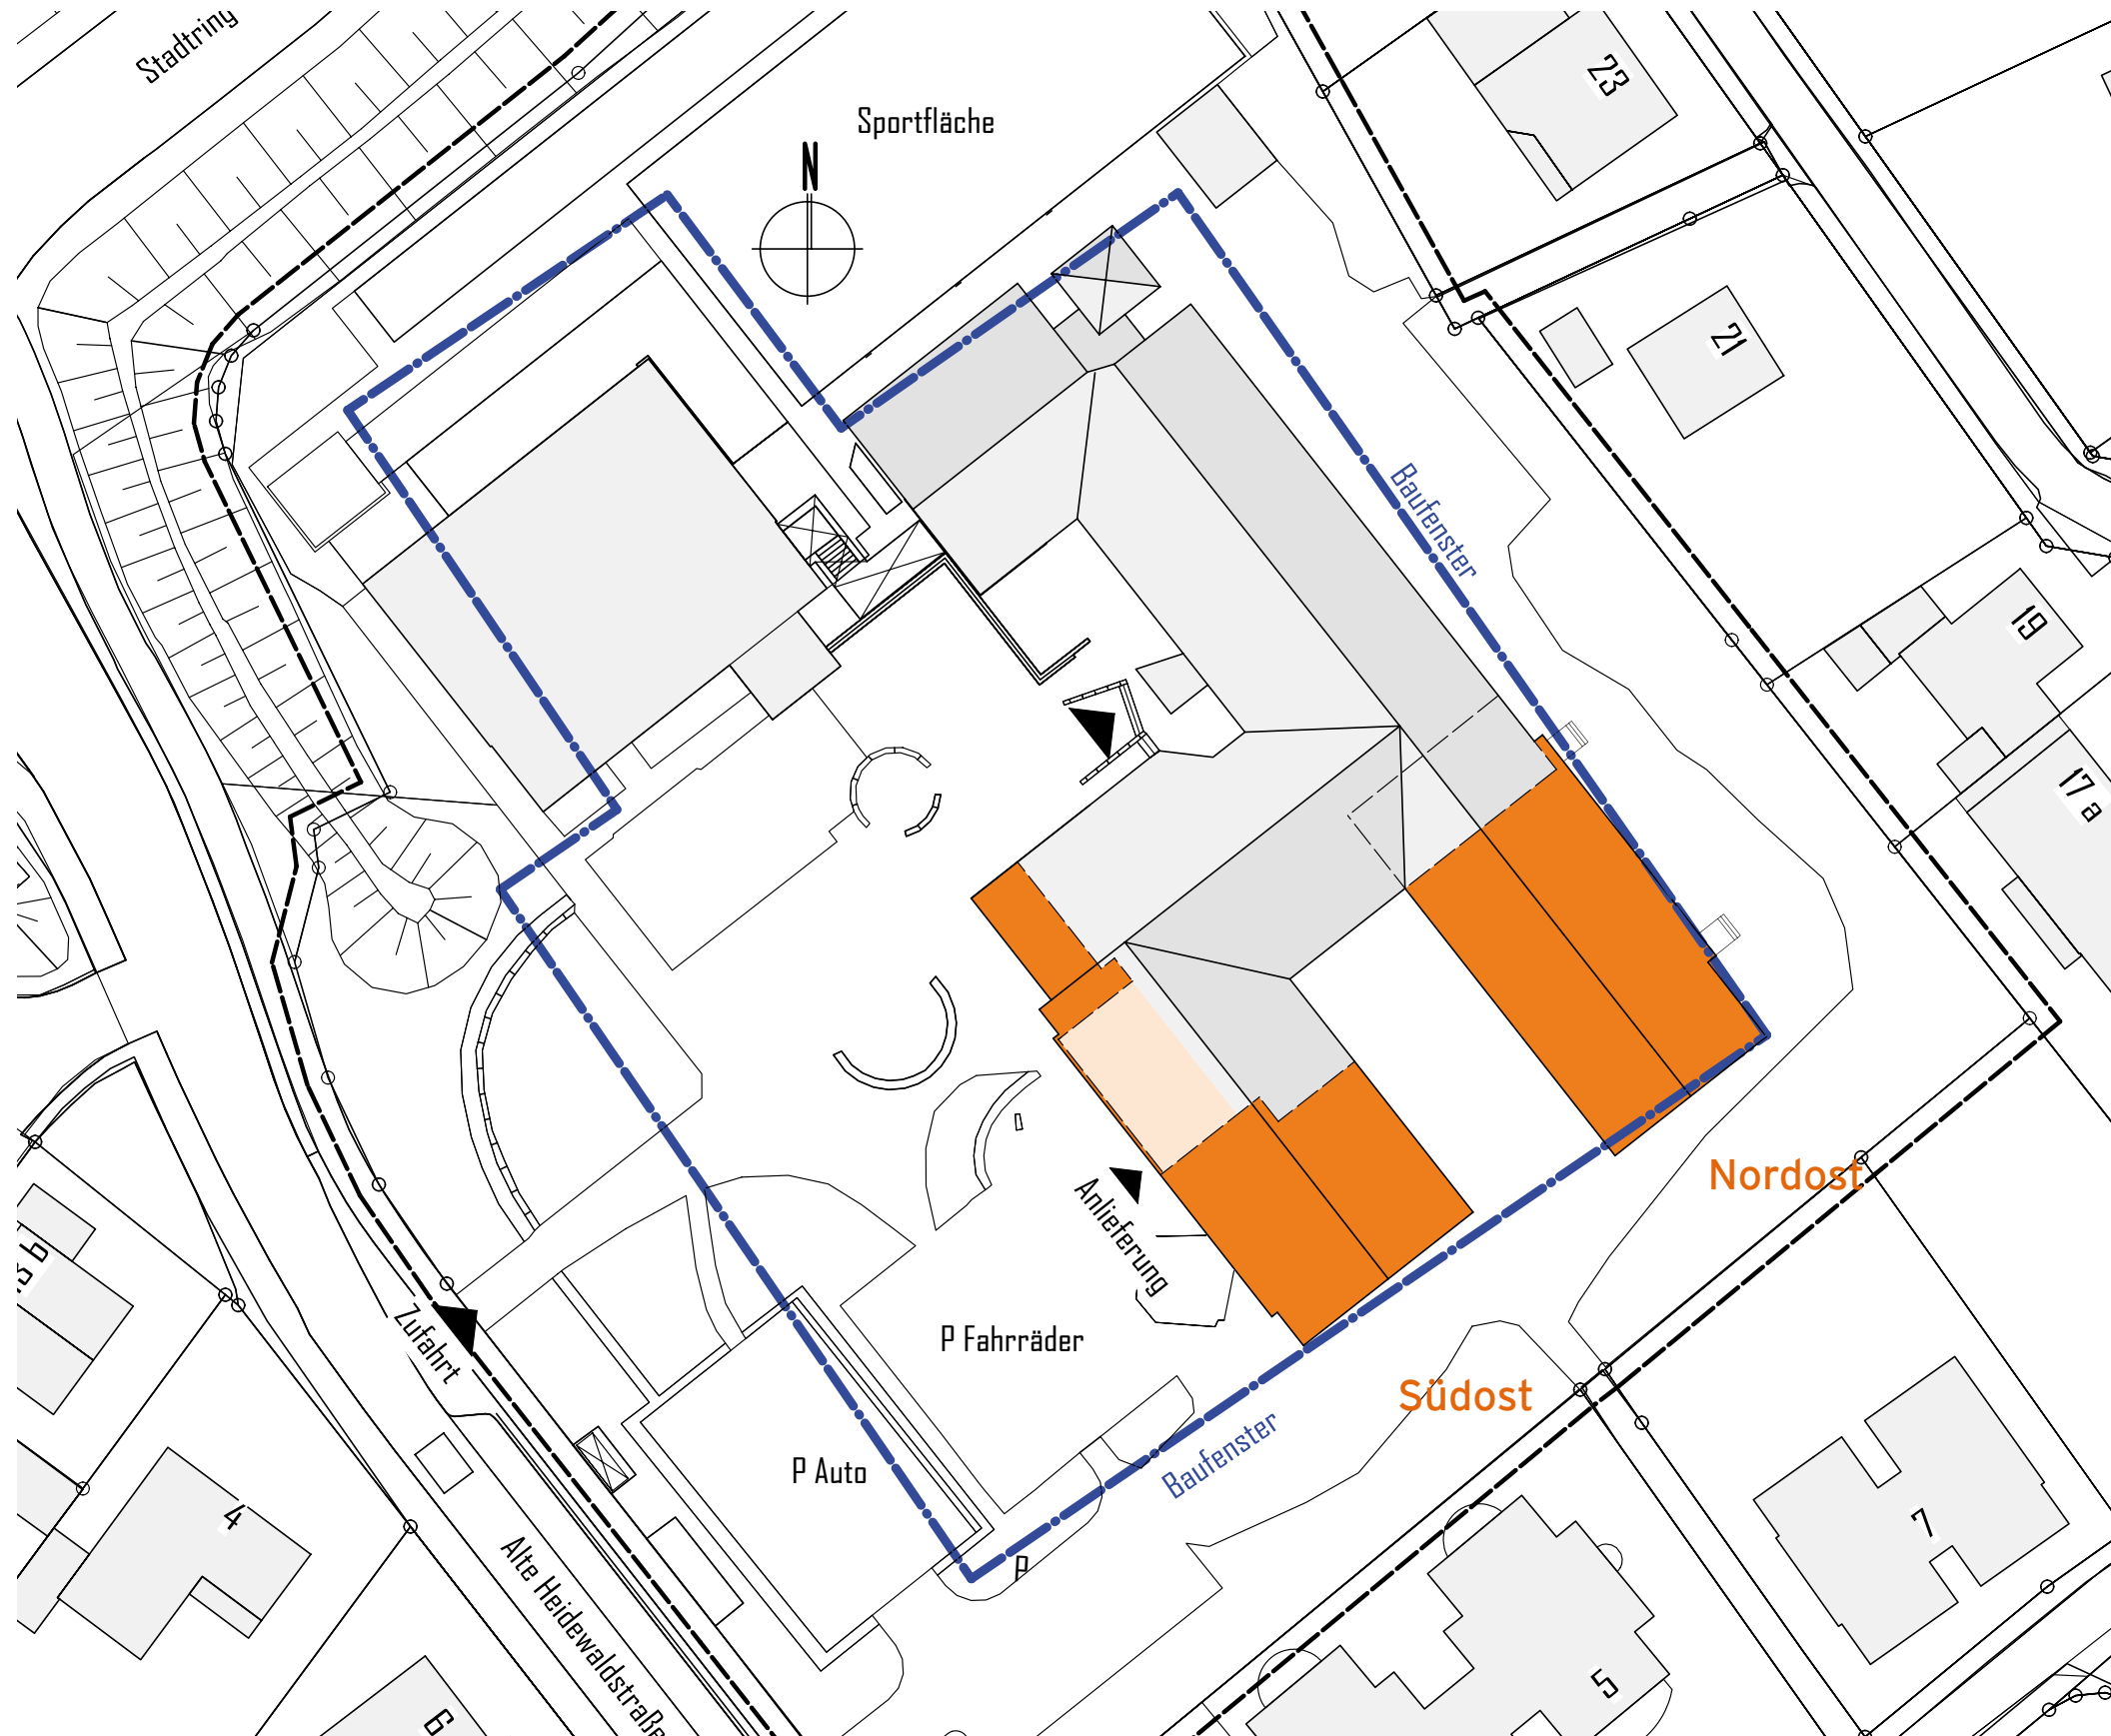 Stadtring
Sportfläche
N
23
21
Baufenster
19
17a
Nordost
Anlieferung
Zufahrt
P Fahrräder
Südost
Baufenster
P Auto
4
7
P
Alte Heidewaldstraße
5
6